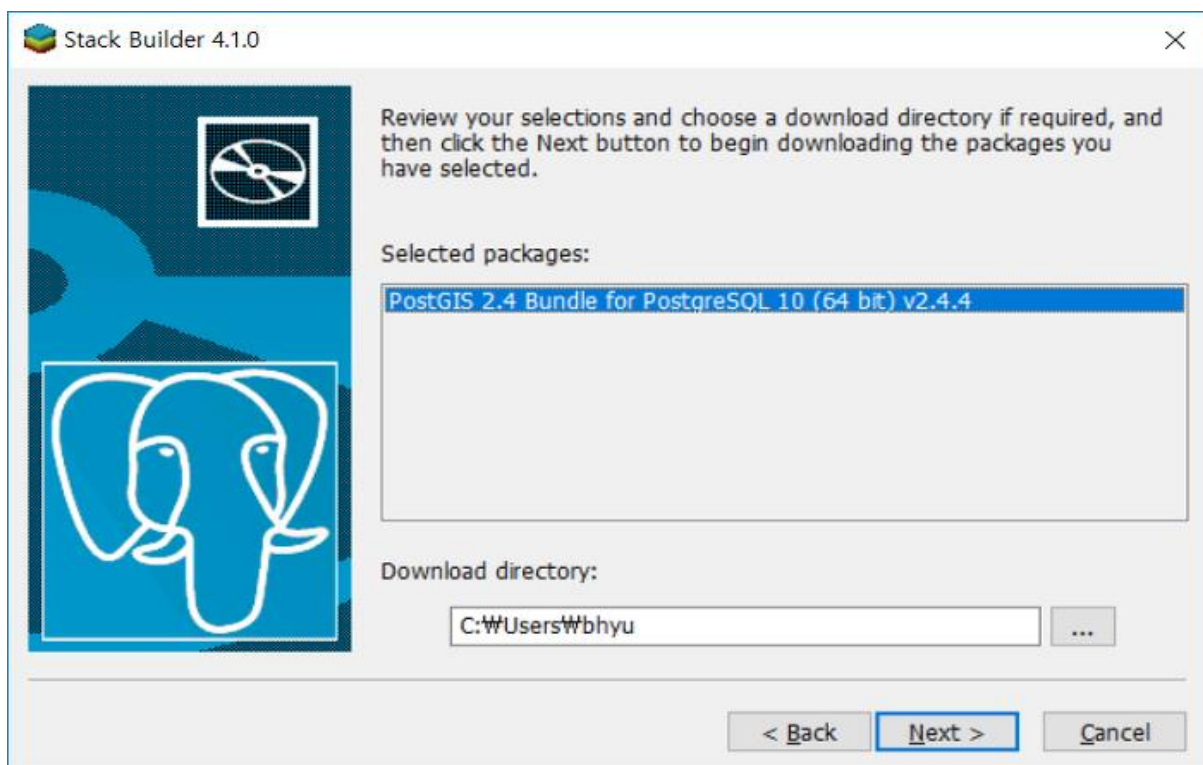 Stack Builder 4.1.0
Review your selections and choose a download directory if required, and
then click the Next button to begin downloading the packages you
have selected.
Selected packages:
PostGIS 2.4 Bundle for PostgreSQL 10 (64 bit) v2.4.4
Download directory:
C:₩Users₩bhyu
...
< Back
Next >
Cancel